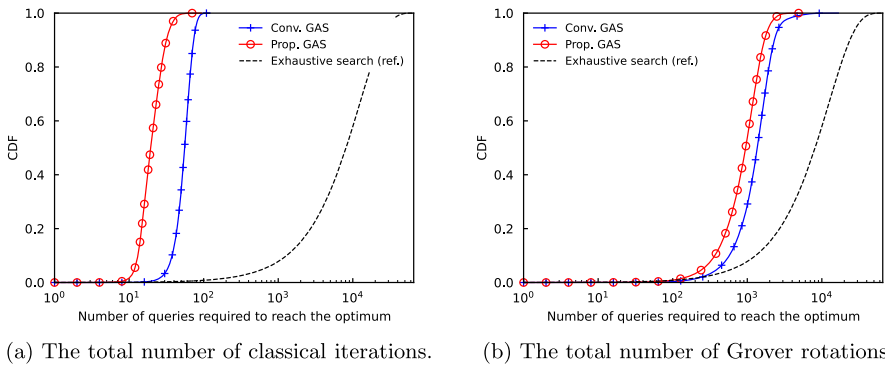 1.0
0.8
0.6
0.4
0.2
0.0
CDF
Conv. GAS
Prop. GAS
Exhaustive search (ref.)
10^0 10^1 10^2 10^3 10^4
Number of queries required to reach the optimum
(a) The total number of classical iterations.
1.0
0.8
0.6
0.4
0.2
0.0
CDF
Conv. GAS
Prop. GAS
Exhaustive search (ref.)
10^0 10^1 10^2 10^3 10^4
Number of queries required to reach the optimum
(b) The total number of Grover rotations